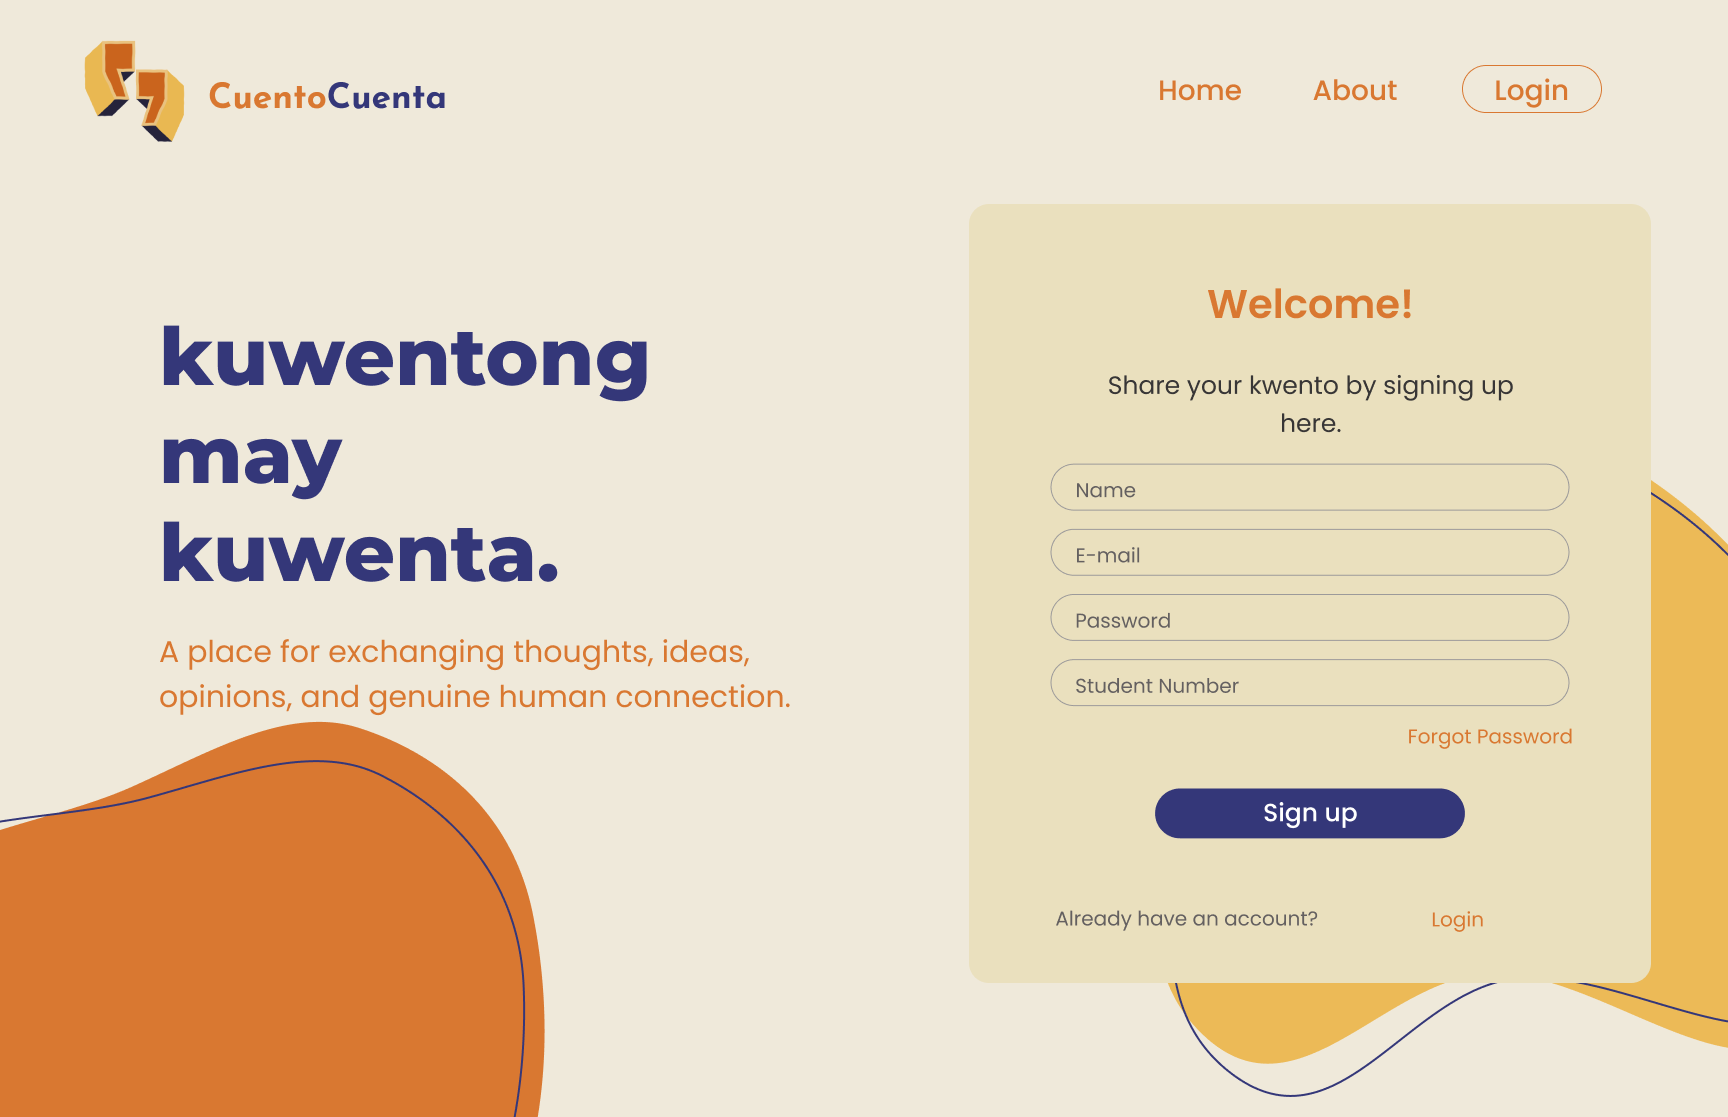 CuentoCuenta
Home
About
Login
kuwentong
may
kuwenta.
A place for exchanging thoughts, ideas,
opinions, and genuine human connection.
Welcome!
Share your kwento by signing up
here.
Name
E-mail
Password
Student Number
Forgot Password
Sign up
Already have an account?
Login